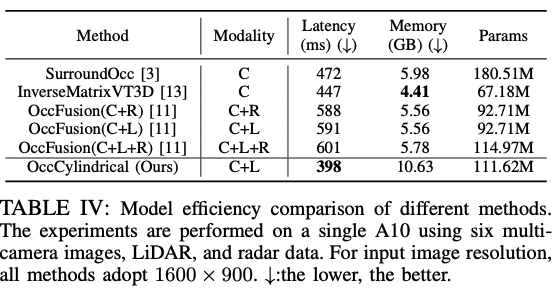 Method Modality Latency (ms) (↓) Memory (GB) (↓) Params
SurroundOcc [3] C 472 5.98 180.51M
InverseMatrixVT3D [13] C 447 4.41 67.18M
OccFusion(C+R) [11] C+R 588 5.56 92.71M
OccFusion(C+L) [11] C+L 591 5.56 92.71M
OccFusion(C+L+R) [11] C+L+R 601 5.78 114.97M
OccCylindrical (Ours) C+L 398 10.63 111.62M
TABLE IV: Model efficiency comparison of different methods.
The experiments are performed on a single A10 using six multi-
camera images, LiDAR, and radar data. For input image resolution,
all methods adopt 1600 × 900. ↓:the lower, the better.